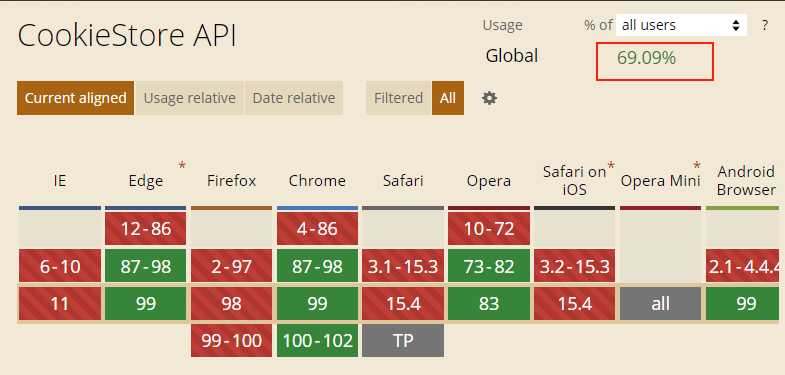 CookieStore API
Usage % of all users ?
Global 69.09%
Current aligned Usage relative Date relative Filtered All
IE Edge * Firefox Chrome Safari Opera Safari on iOS * Opera Mini * Android Browser
12-86 4-86 10-72
6-10 87-98 2-97 87-98 3.1-15.3 73-82 3.2-15.3 2.1-4.4.4
11 99 98 99 15.4 83 15.4 all 99
99-100 100-102 TP